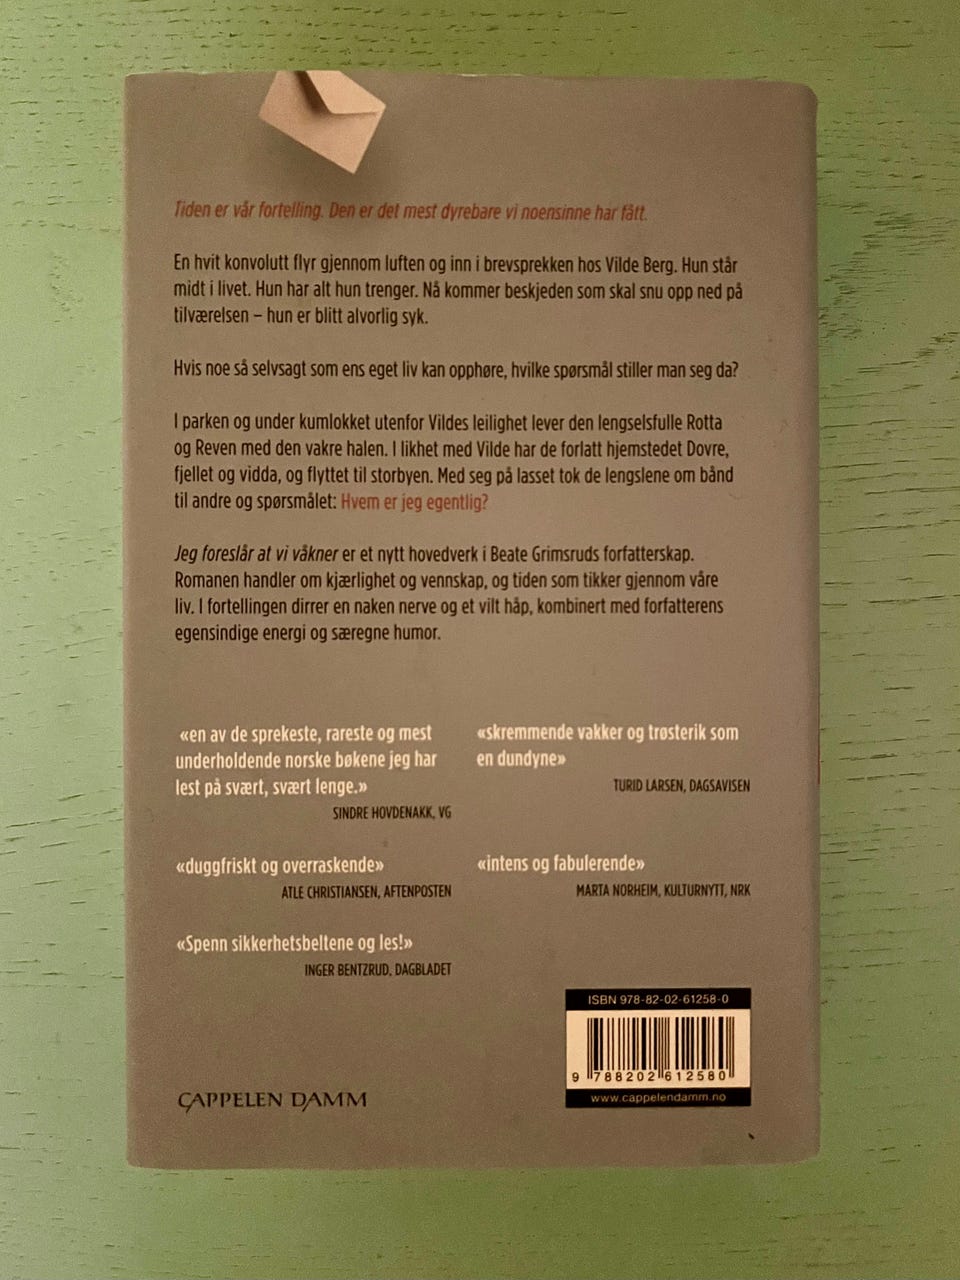 Tiden er vår fortelling. Den er det mest dyrebare vi noensinne har fått.
En hvit konvolutt flyr gjennom luften og inn i brevsprekken hos Vilde Berg. Hun står
midt i livet. Hun har alt hun trenger. Nå kommer beskjeden som skal snu opp ned på
tilværelsen – hun er blitt alvorlig syk.
Hvis noe så selvsagt som ens eget liv kan opphøre, hvilke spørsmål stiller man seg da?
I parken og under kumlokket utenfor Vildes leilighet lever den lengselsfulle Rotta
og Reven med den vakre halen. I likhet med Vilde har de forlatt hjemstedet Dovre,
fjellet og vidda, og flyttet til storbyen. Med seg på lasset tok de lengslene om bånd
til andre og spørsmålet: Hvem er jeg egentlig?
Jeg foreslår at vi våkner er et nytt hovedverk i Beate Grimsruds forfatterskap.
Romanen handler om kjærlighet og vennskap, og tiden som tikker gjennom våre
liv. I fortellingen dirrer en naken nerve og et vilt håp, kombinert med forfatterens
egensindige energi og særegne humor.
«en av de sprekeste, rareste og mest
underholdende norske bøkene jeg har
lest på svært, svært lenge.»
SINDRE HOVDENAKK, VG
«skremmende vakker og trøsterik som
en dundyne»
TURID LARSEN, DAGSAVISEN
«duggfriskt og overraskende»
ATLE CHRISTIANSEN, AFTENPOSTEN
«intens og fabulerende»
MARTA NORHEIM, KULTURNYTT, NRK
«Spenn sikkerhetsbeltene og les!»
INGER BENTZRUD, DAGBLADET
ISBN 978-82-02-61258-0
9 788202 612580
www.cappelendamm.no
CAPPELEN DAMM